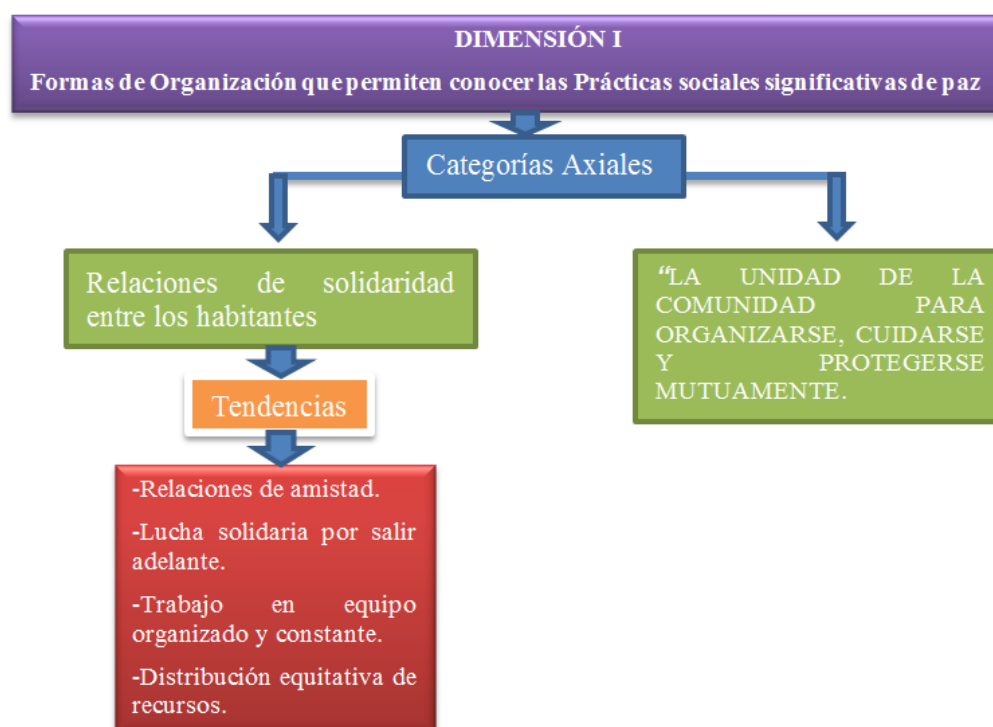 DIMENSIÓN I
Formas de Organización que permiten conocer las Prácticas sociales significativas de paz
Categorías Axiales
Relaciones de solidaridad
entre los habitantes
“LA UNIDAD DE LA
COMUNIDAD PARA
ORGANIZARSE, CUIDARSE
Y PROTEGERSE
MUTUAMENTE.
Tendencias
-Relaciones de amistad.
-Lucha solidaria por salir
adelante.
-Trabajo en equipo
organizado y constante.
-Distribución equitativa de
recursos.